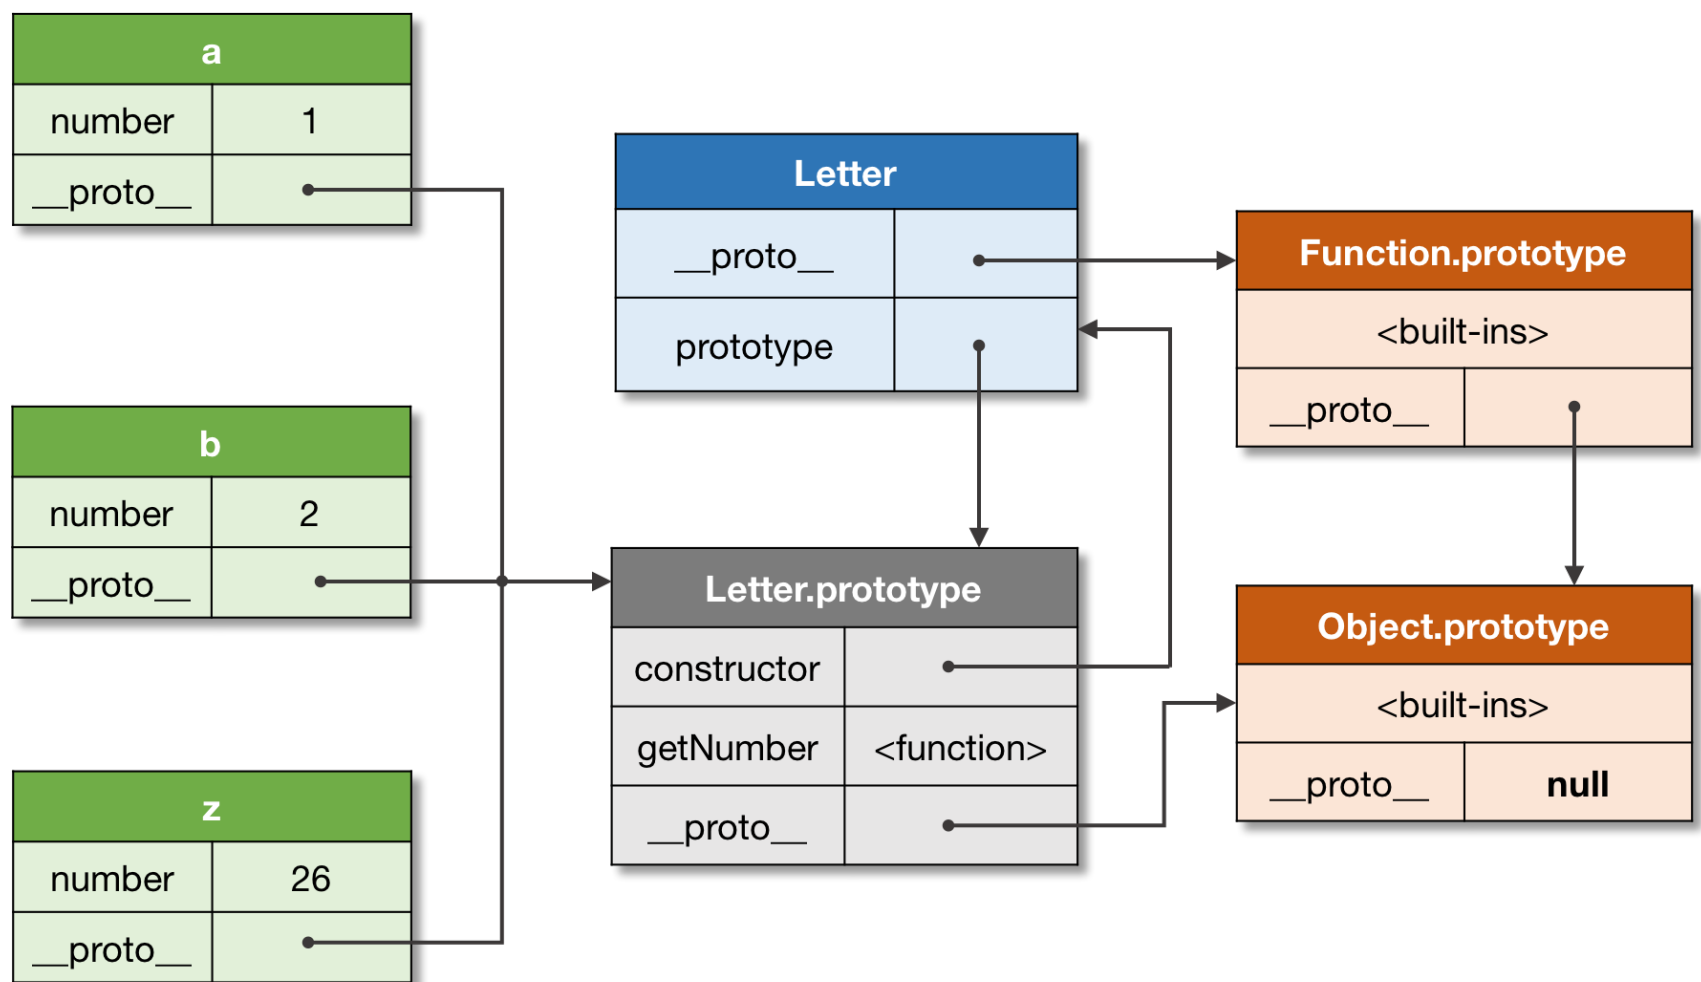 a
number 1
__proto__
b
number 2
__proto__
z
number 26
__proto__
Letter
__proto__
prototype
Letter.prototype
constructor
getNumber <function>
__proto__
Function.prototype
<built-ins>
__proto__
Object.prototype
<built-ins>
__proto__ null